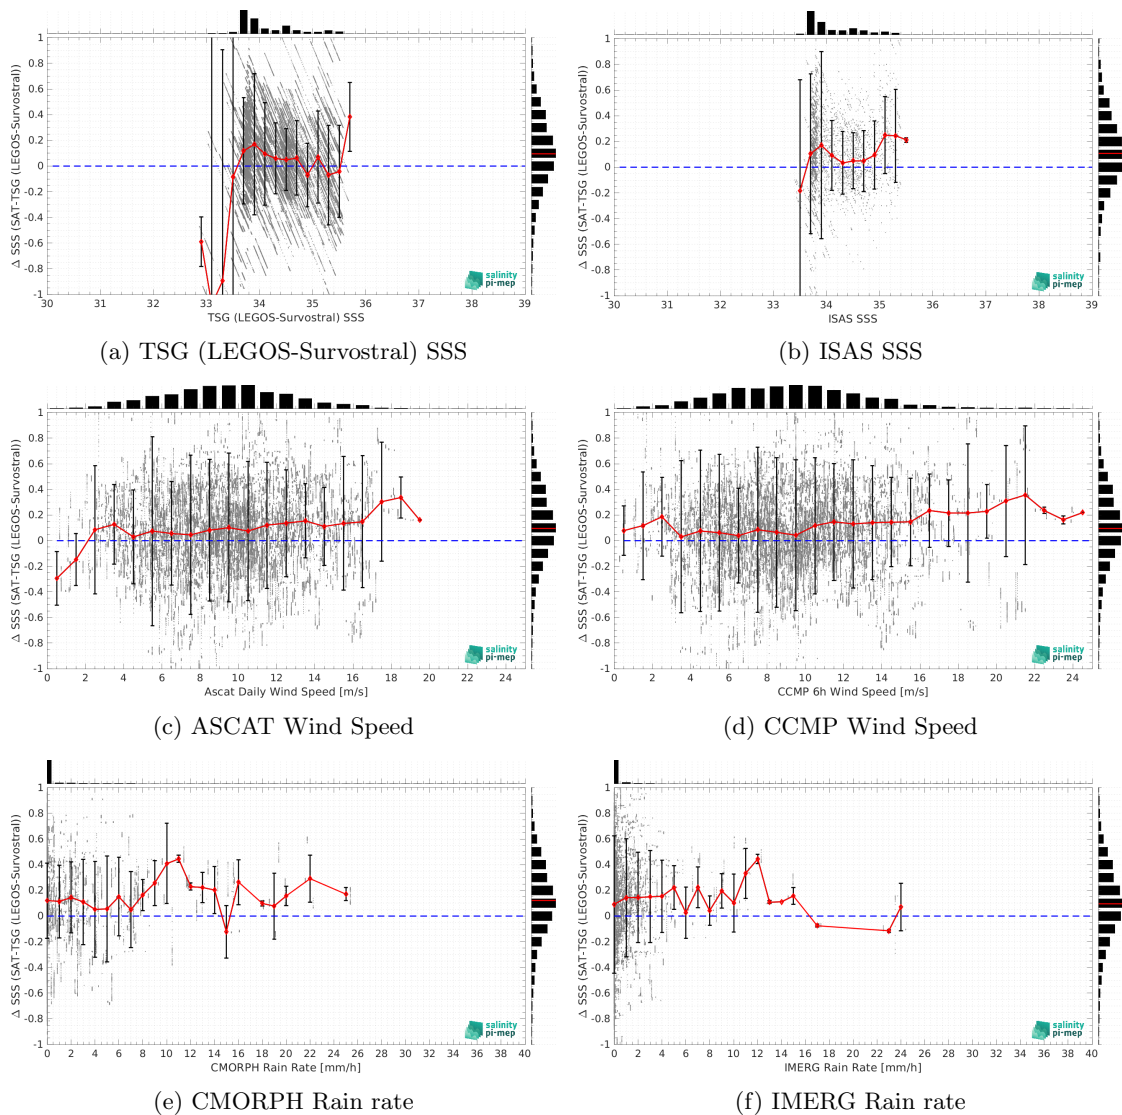 1
0.8
0.6
0.4
0.2
0
-0.2
-0.4
-0.6
-0.8
-1
Δ SSS (SAT-TSG (LEGOS-Survostral))
30 31 32 33 34 35 36 37 38 39
TSG (LEGOS-Survostral) SSS
salinity
pi-mep
(a) TSG (LEGOS-Survostral) SSS
1
0.8
0.6
0.4
0.2
0
-0.2
-0.4
-0.6
-0.8
-1
Δ SSS (SAT-TSG (LEGOS-Survostral))
30 31 32 33 34 35 36 37 38 39
ISAS SSS
salinity
pi-mep
(b) ISAS SSS
1
0.8
0.6
0.4
0.2
0
-0.2
-0.4
-0.6
-0.8
-1
Δ SSS (SAT-TSG (LEGOS-Survostral))
0 2 4 6 8 10 12 14 16 18 20 22 24
Ascat Daily Wind Speed [m/s]
salinity
pi-mep
(c) ASCAT Wind Speed
1
0.8
0.6
0.4
0.2
0
-0.2
-0.4
-0.6
-0.8
-1
Δ SSS (SAT-TSG (LEGOS-Survostral))
0 2 4 6 8 10 12 14 16 18 20 22 24
CCMP 6h Wind Speed [m/s]
salinity
pi-mep
(d) CCMP Wind Speed
1
0.8
0.6
0.4
0.2
0
-0.2
-0.4
-0.6
-0.8
-1
Δ SSS (SAT-TSG (LEGOS-Survostral))
0 2 4 6 8 10 12 14 16 18 20 22 24 26 28 30 32 34 36 38 40
CMORPH Rain Rate [mm/h]
salinity
pi-mep
(e) CMORPH Rain rate
1
0.8
0.6
0.4
0.2
0
-0.2
-0.4
-0.6
-0.8
-1
Δ SSS (SAT-TSG (LEGOS-Survostral))
0 2 4 6 8 10 12 14 16 18 20 22 24 26 28 30 32 34 36 38 40
IMERG Rain Rate [mm/h]
salinity
pi-mep
(f) IMERG Rain rate